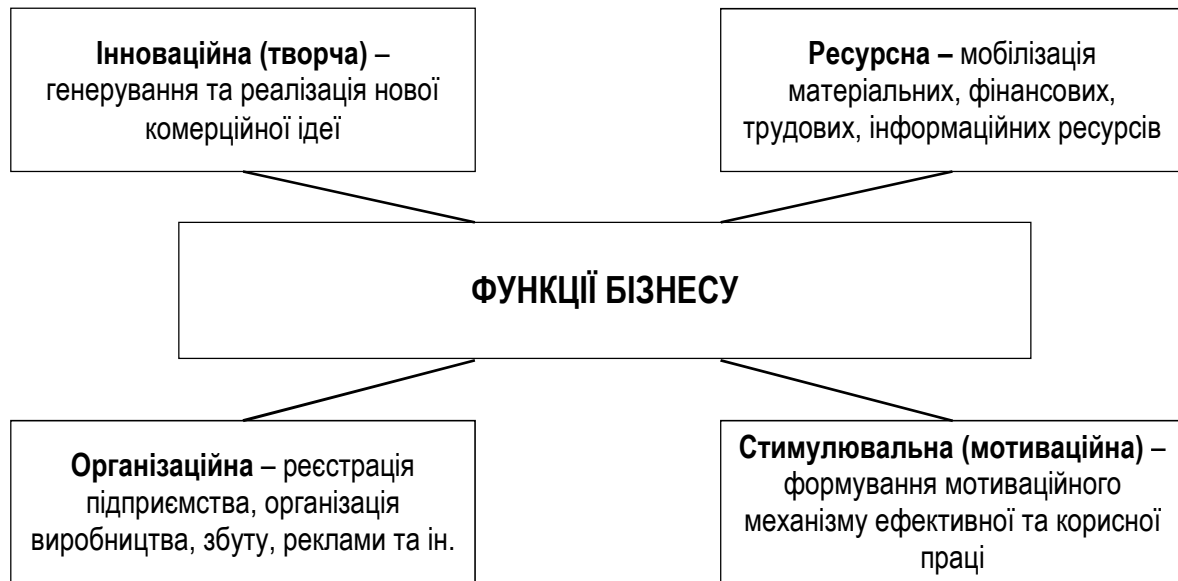 Інноваційна (творча) –
генерування та реалізація нової
комерційної ідеї
Ресурсна – мобілізація
матеріальних, фінансових,
трудових, інформаційних ресурсів
ФУНКЦІЇ БІЗНЕСУ
Організаційна – реєстрація
підприємства, організація
виробництва, збуту, реклами та ін.
Стимулювальна (мотиваційна) –
формування мотиваційного
механізму ефективної та корисної
праці